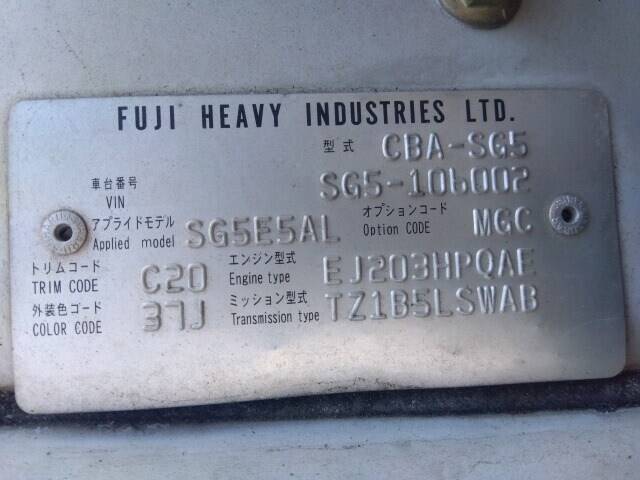 FUJI HEAVY INDUSTRIES LTD.
型式 CBA-SG5
車台番号 VIN SG5-106002
アプライドモデル Applied model SG5E5AL オプションコード Option CODE MGC
トリムコード TRIM CODE C20 エンジン型式 Engine type EJ203HPQAE
外装色コード COLOR CODE 37J ミッション型式 Transmission type TZ1B5LSWAB